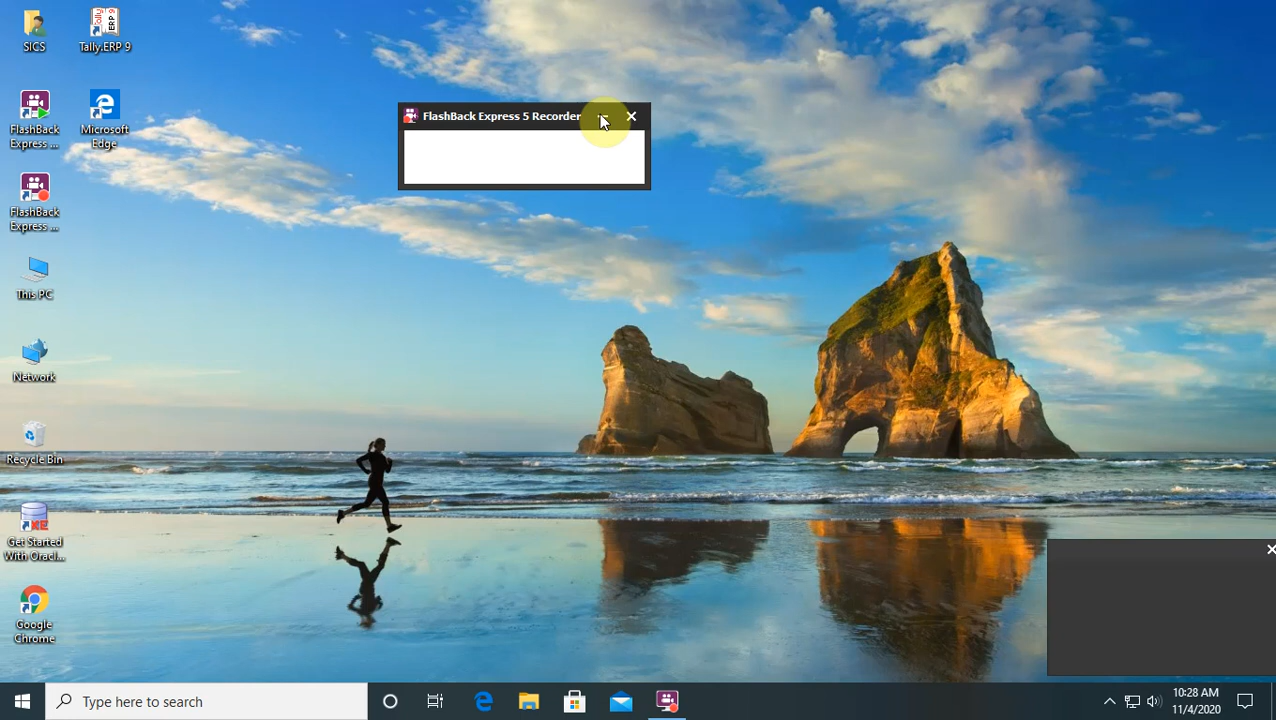 SICS
Tally.ERP 9
FlashBack
Express ...
Microsoft
Edge
FlashBack
Express ...
This PC
Network
Recycle Bin
Get Started
With Oracl...
Google
Chrome
FlashBack Express 5 Recorder
Type here to search
10:28 AM
11/4/2020